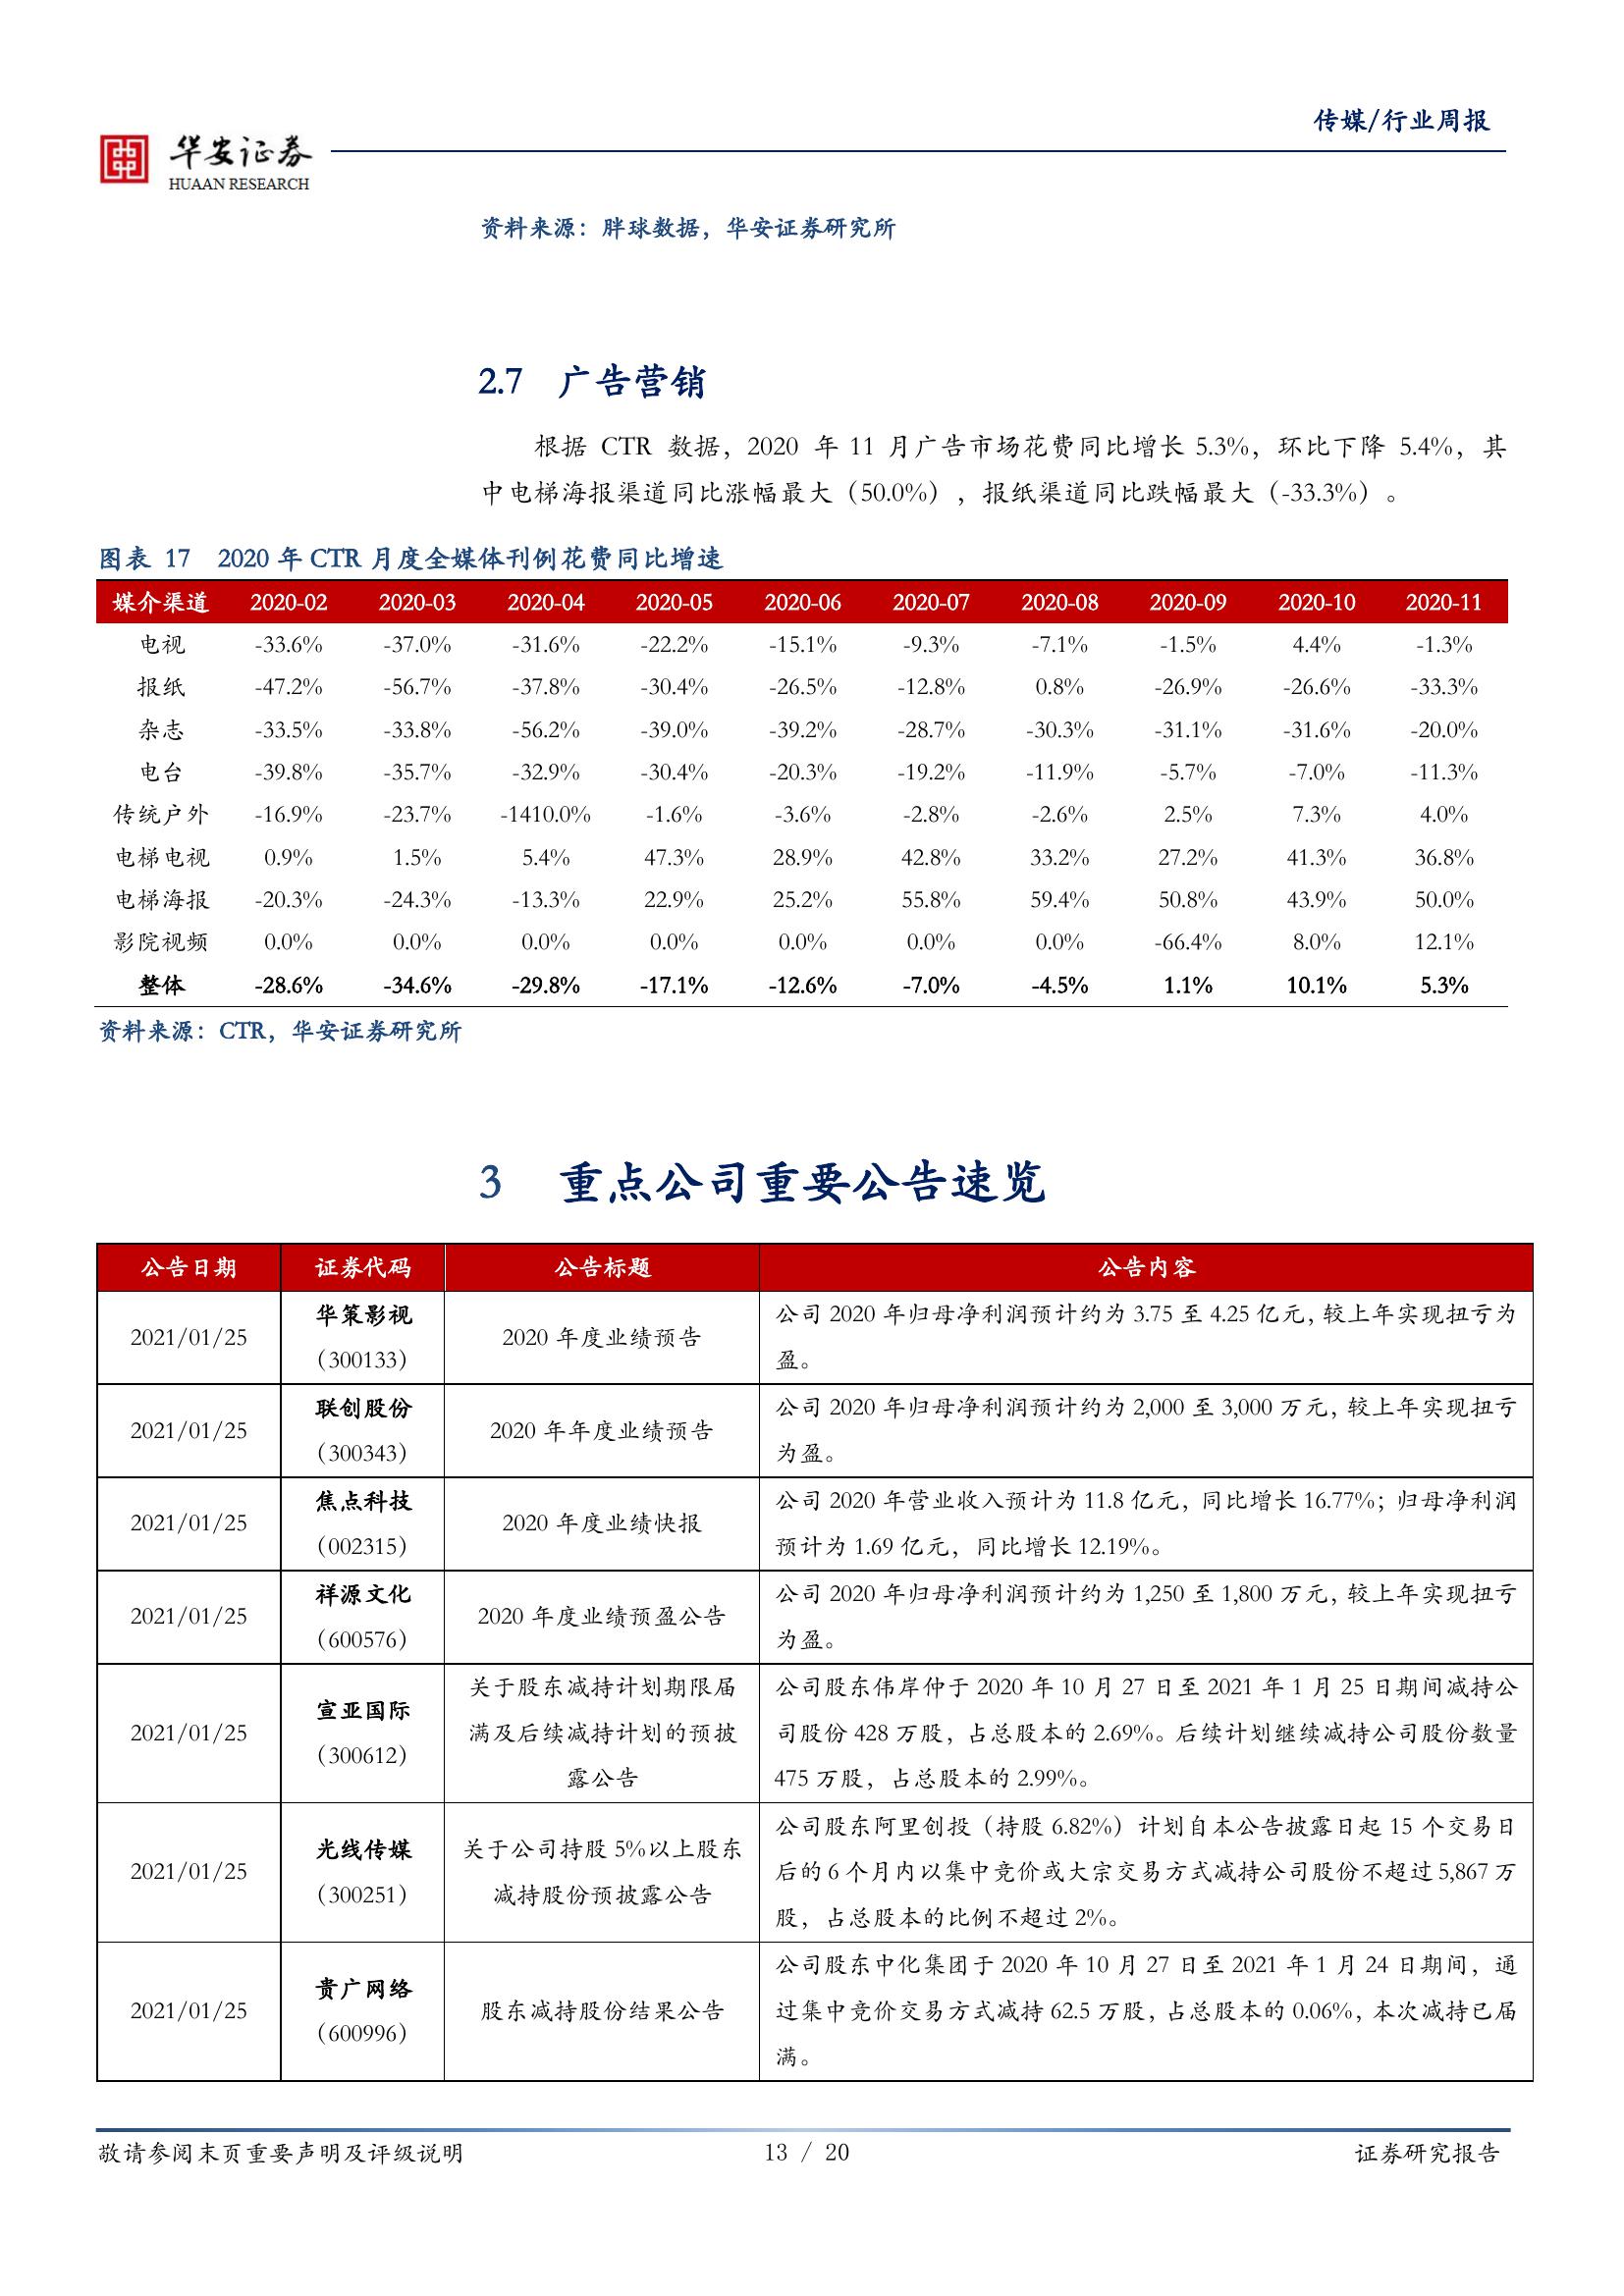 传媒/行业周报
华安证券
HUAAN RESEARCH
资料来源：胖球数据，华安证券研究所
2.7 广告营销
根据 CTR 数据，2020 年 11 月广告市场花费同比增长 5.3%，环比下降 5.4%，其
中电梯海报渠道同比涨幅最大（50.0%），报纸渠道同比跌幅最大（-33.3%）。
图表 17 2020 年 CTR 月度全媒体刊例花费同比增速
媒介渠道 2020-02 2020-03 2020-04 2020-05 2020-06 2020-07 2020-08 2020-09 2020-10 2020-11
电视 -33.6% -37.0% -31.6% -22.2% -15.1% -9.3% -7.1% -1.5% 4.4% -1.3%
报纸 -47.2% -56.7% -37.8% -30.4% -26.5% -12.8% 0.8% -26.9% -26.6% -33.3%
杂志 -33.5% -33.8% -56.2% -39.0% -39.2% -28.7% -30.3% -31.1% -31.6% -20.0%
电台 -39.8% -35.7% -32.9% -30.4% -20.3% -19.2% -11.9% -5.7% -7.0% -11.3%
传统户外 -16.9% -23.7% -1410.0% -1.6% -3.6% -2.8% -2.6% 2.5% 7.3% 4.0%
电梯电视 0.9% 1.5% 5.4% 47.3% 28.9% 42.8% 33.2% 27.2% 41.3% 36.8%
电梯海报 -20.3% -24.3% -13.3% 22.9% 25.2% 55.8% 59.4% 50.8% 43.9% 50.0%
影院视频 0.0% 0.0% 0.0% 0.0% 0.0% 0.0% 0.0% -66.4% 8.0% 12.1%
整体 -28.6% -34.6% -29.8% -17.1% -12.6% -7.0% -4.5% 1.1% 10.1% 5.3%
资料来源：CTR，华安证券研究所
3 重点公司重要公告速览
公告日期 证券代码 公告标题 公告内容
2021/01/25
华策影视
（300133）
2020 年度业绩预告
公司 2020 年归母净利润预计约为 3.75 至 4.25 亿元，较上年实现扭亏为
盈。
2021/01/25
联创股份
（300343）
2020 年年度业绩预告
公司 2020 年归母净利润预计约为 2,000 至 3,000 万元，较上年实现扭亏
为盈。
2021/01/25
焦点科技
（002315）
2020 年度业绩快报
公司 2020 年营业收入预计为 11.8 亿元，同比增长 16.77%；归母净利润
预计为 1.69 亿元，同比增长 12.19%。
2021/01/25
祥源文化
（600576）
2020 年度业绩预盈公告
公司 2020 年归母净利润预计约为 1,250 至 1,800 万元，较上年实现扭亏
为盈。
2021/01/25
宣亚国际
（300612）
关于股东减持计划期限届
满及后续减持计划的预披
露公告
公司股东伟岸仲于 2020 年 10 月 27 日至 2021 年 1 月 25 日期间减持公
司股份 428 万股，占总股本的 2.69%。后续计划继续减持公司股份数量
475 万股，占总股本的 2.99%。
2021/01/25
光线传媒
（300251）
关于公司持股 5%以上股东
减持股份预披露公告
公司股东阿里创投（持股 6.82%）计划自本公告披露日起 15 个交易日
后的 6 个月内以集中竞价或大宗交易方式减持公司股份不超过 5,867 万
股，占总股本的比例不超过 2%。
2021/01/25
贵广网络
（600996）
股东减持股份结果公告
公司股东中化集团于 2020 年 10 月 27 日至 2021 年 1 月 24 日期间，通
过集中竞价交易方式减持 62.5 万股，占总股本的 0.06%，本次减持已届
满。
敬请参阅末页重要声明及评级说明
13 / 20
证券研究报告